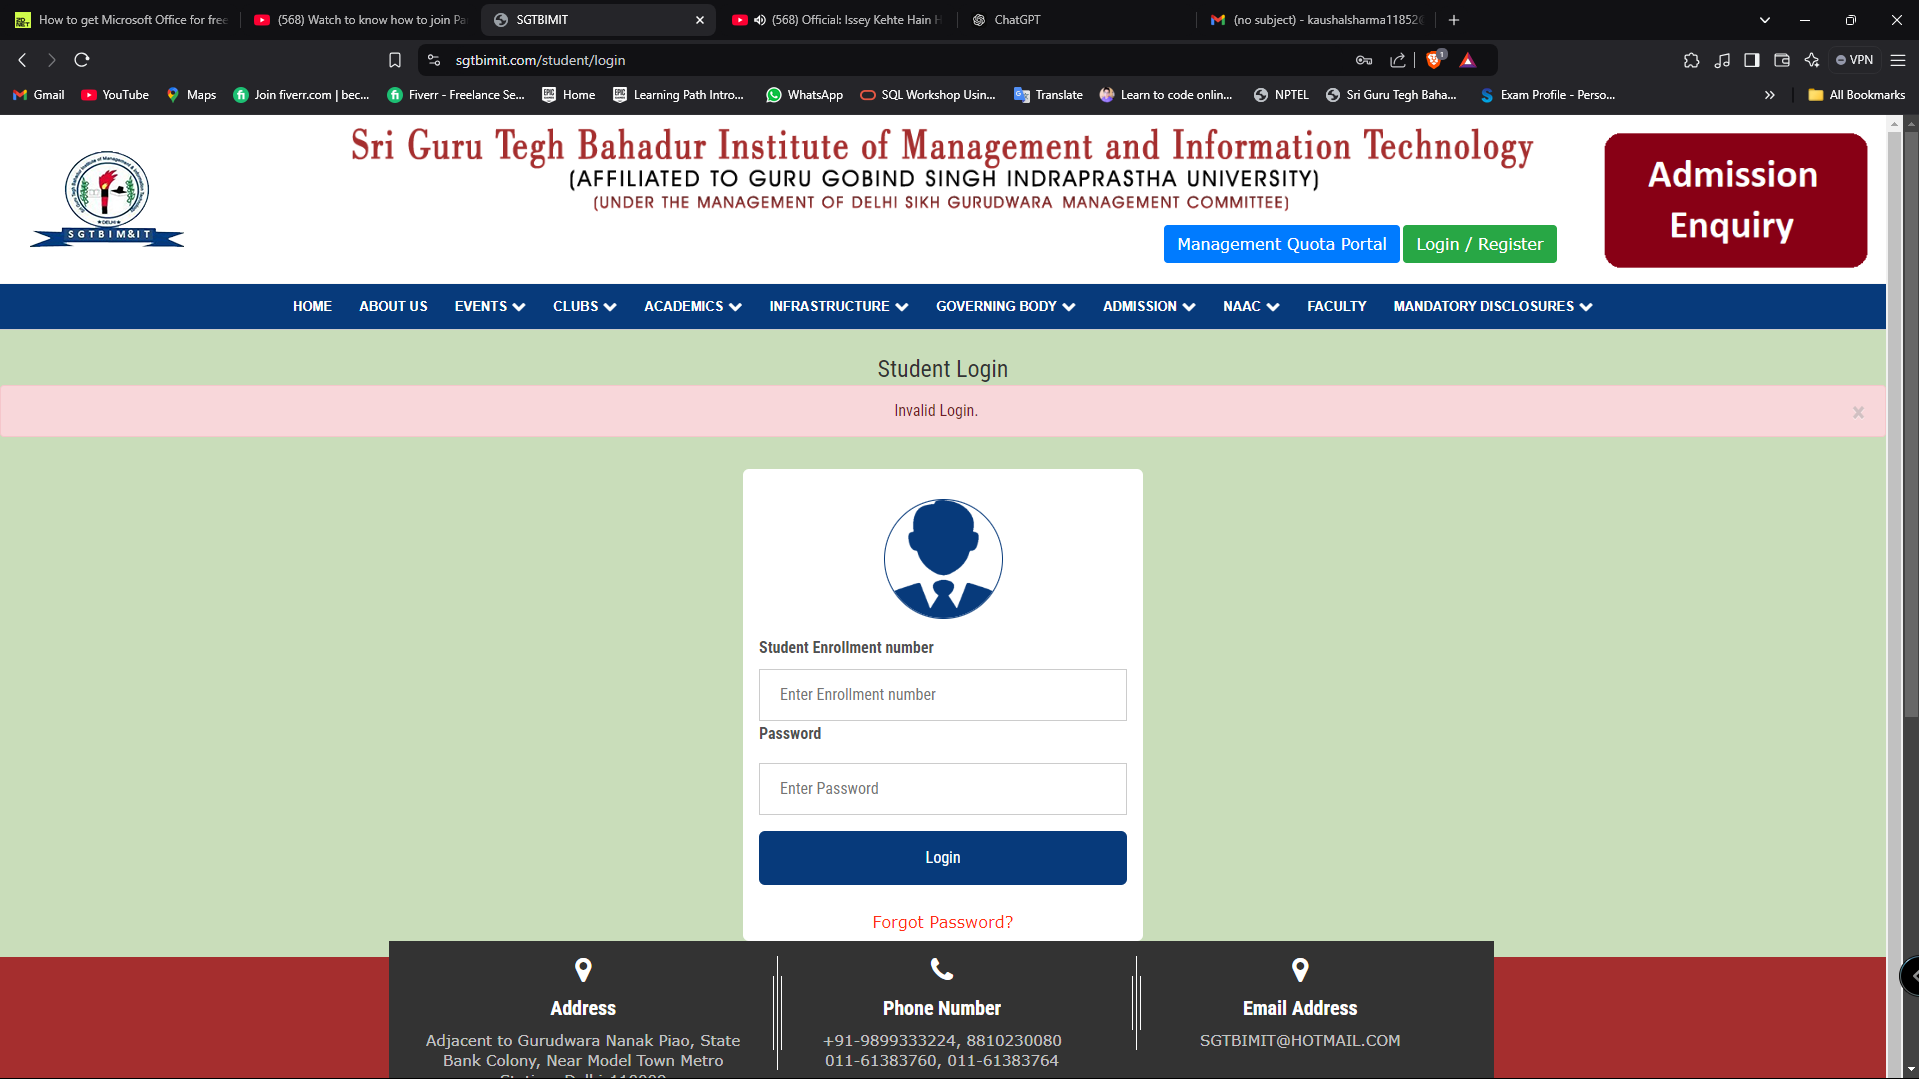 How to get Microsoft Office for free
(568) Watch to know how to join Pa
SGTBIMIT
(568) Official: Issey Kehte Hain H
ChatGPT
(no subject) - kaushalsharma11852@
sgtbimit.com/student/login
1
VPN
Gmail
YouTube
Maps
Join fiverr.com | bec...
Fiverr - Freelance Se...
Home
Learning Path Intro...
WhatsApp
SQL Workshop Usin...
Translate
Learn to code onlin...
NPTEL
Sri Guru Tegh Baha...
Exam Profile - Perso...
All Bookmarks
Sri Guru Tegh Bahadur Institute of Management and Information Technology
(AFFILIATED TO GURU GOBIND SINGH INDRAPRASTHA UNIVERSITY)
(UNDER THE MANAGEMENT OF DELHI SIKH GURUDWARA MANAGEMENT COMMITTEE)
SGTBIM&IT
Management Quota Portal
Login / Register
Admission
Enquiry
HOME
ABOUT US
EVENTS
CLUBS
ACADEMICS
INFRASTRUCTURE
GOVERNING BODY
ADMISSION
NAAC
FACULTY
MANDATORY DISCLOSURES
Student Login
Invalid Login.
×
Student Enrollment number
Enter Enrollment number
Password
Enter Password
Login
Forgot Password?
Address
Adjacent to Gurudwara Nanak Piao, State
Bank Colony, Near Model Town Metro
Phone Number
+91-9899333224, 8810230080
011-61383760, 011-61383764
Email Address
SGTBIMIT@HOTMAIL.COM